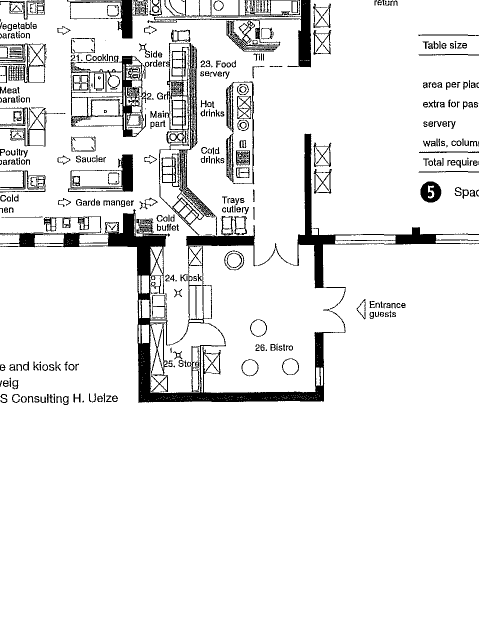 return
Vegetable
paration
21. Cooking
Side
orders
Till
Table size
23. Food
servery
Meat
paration
22. Gril
Main
part
Hot
drinks
area per plac
extra for pas
servery
walls, colum
Total require
Poultry
paration
Saucier
Cold
drinks
5 Spac
Cold
hen
Garde manger
Cold
buffet
Trays
cutlery
24. Kiosk
Entrance
guests
26. Bistro
25. Store
e and kiosk for
weig
S Consulting H. Uelze